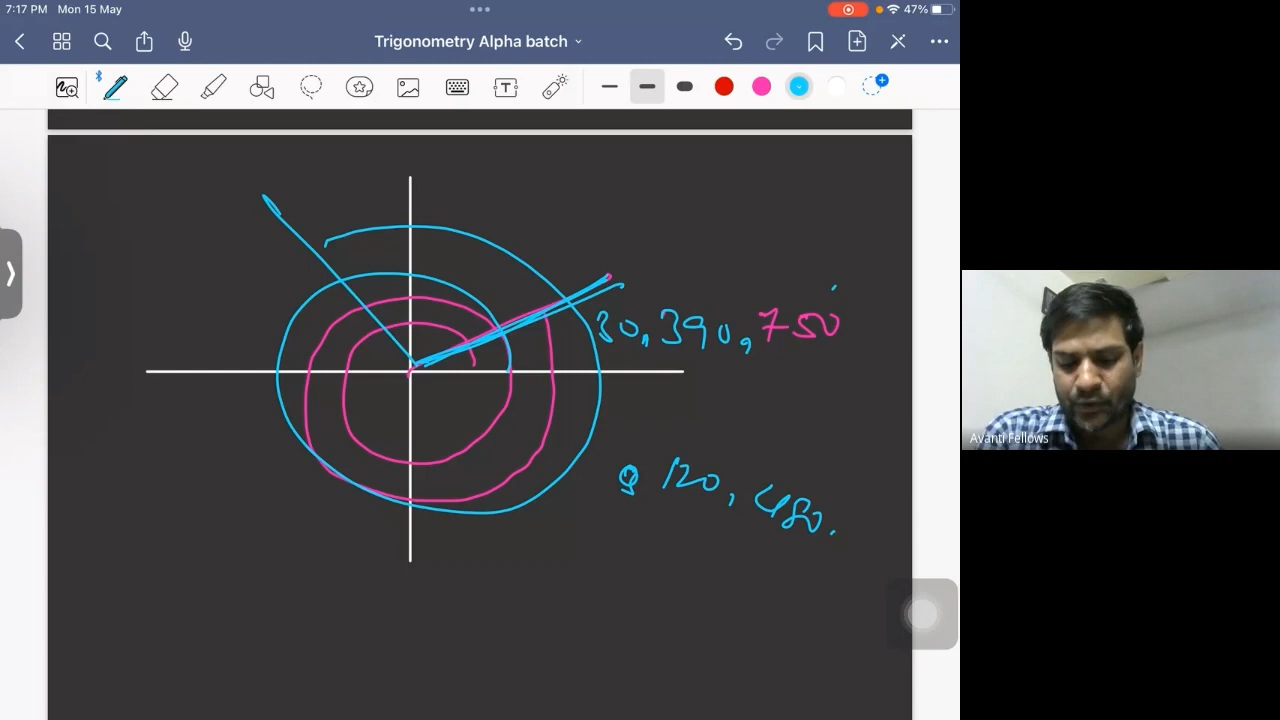 7:17 PM Mon 15 May
47%
Trigonometry Alpha batch
T
30, 390, 750
120, 480.
Avanti Fellows